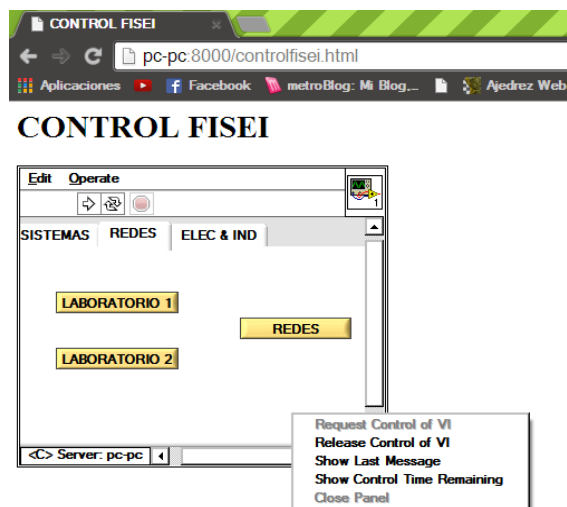 CONTROL FISEI
pc-pc:8000/controlfisei.html
Aplicaciones Facebook metroBlog: Mi Blog,... Ajedrez Web
CONTROL FISEI
Edit Operate
1
SISTEMAS REDES ELEC & IND
LABORATORIO 1
REDES
LABORATORIO 2
Request Control of VI
Release Control of VI
<C> Server: pc-pc
Show Last Message
Show Control Time Remaining
Close Panel